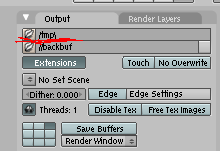 Output
Render Layers
/tmp\
//backbuf
Extensions
Touch
No Overwrite
No Set Scene
Dither: 0.000
Edge
Edge Settings
Threads: 1
Disable Tex
Free Tex Images
Save Buffers
Render Window